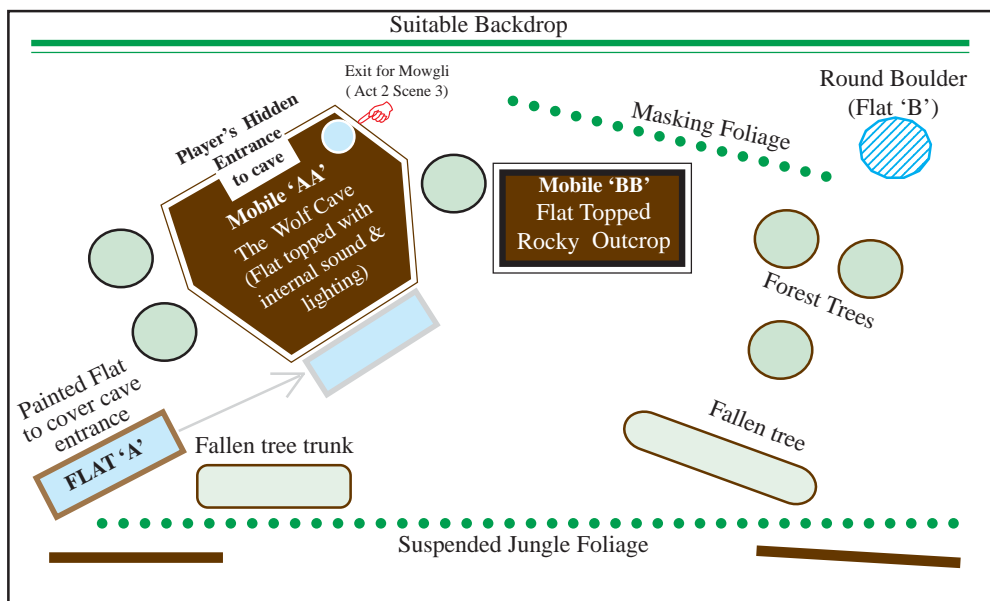 Suitable Backdrop
Exit for Mowgli
( Act 2 Scene 3)
Round Boulder
(Flat ‘B’)
Masking Foliage
Player’s Hidden
Entrance
to cave
Mobile ‘AA’
The Wolf Cave
(Flat topped with
internal sound &
lighting)
Mobile ‘BB’
Flat Topped
Rocky Outcrop
Forest Trees
Painted Flat
to cover cave
entrance
FLAT ‘A’
Fallen tree trunk
Fallen tree
Suspended Jungle Foliage